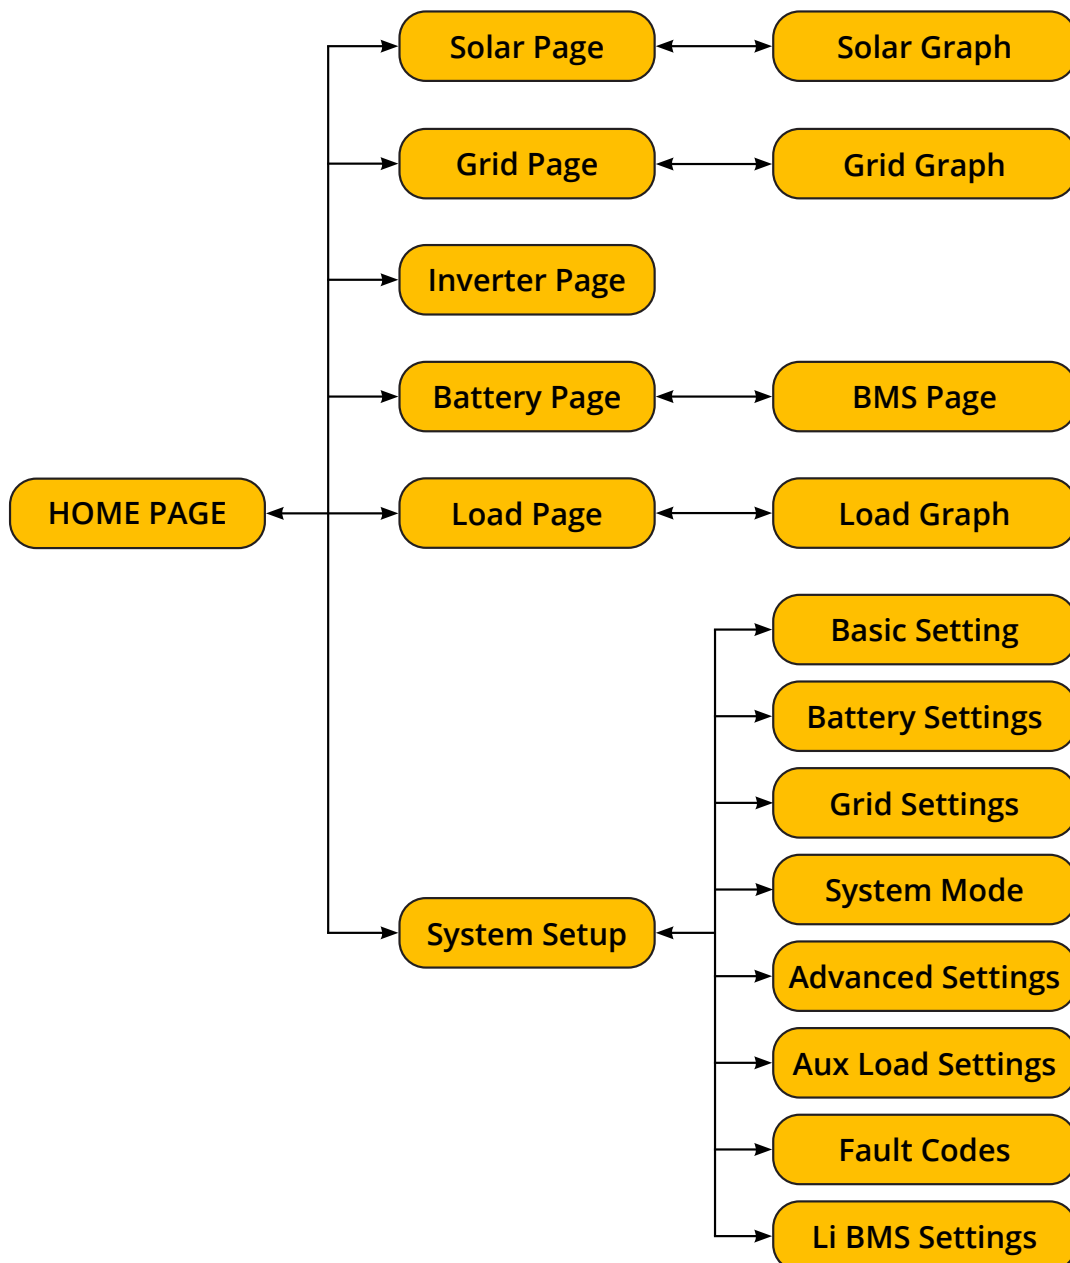 Solar Page
Solar Graph
Grid Page
Grid Graph
Inverter Page
Battery Page
BMS Page
HOME PAGE
Load Page
Load Graph
Basic Setting
Battery Settings
Grid Settings
System Mode
System Setup
Advanced Settings
Aux Load Settings
Fault Codes
Li BMS Settings